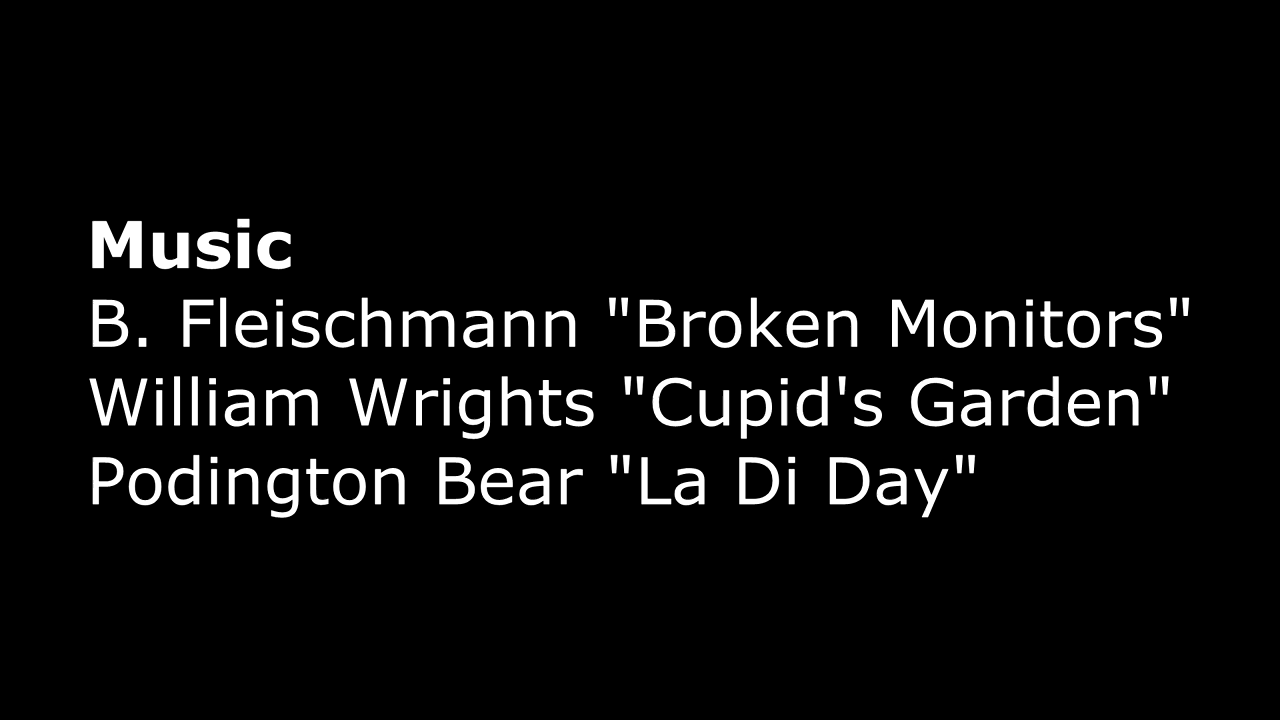 Music
B. Fleischmann "Broken Monitors"
William Wrights "Cupid's Garden"
Podington Bear "La Di Day"